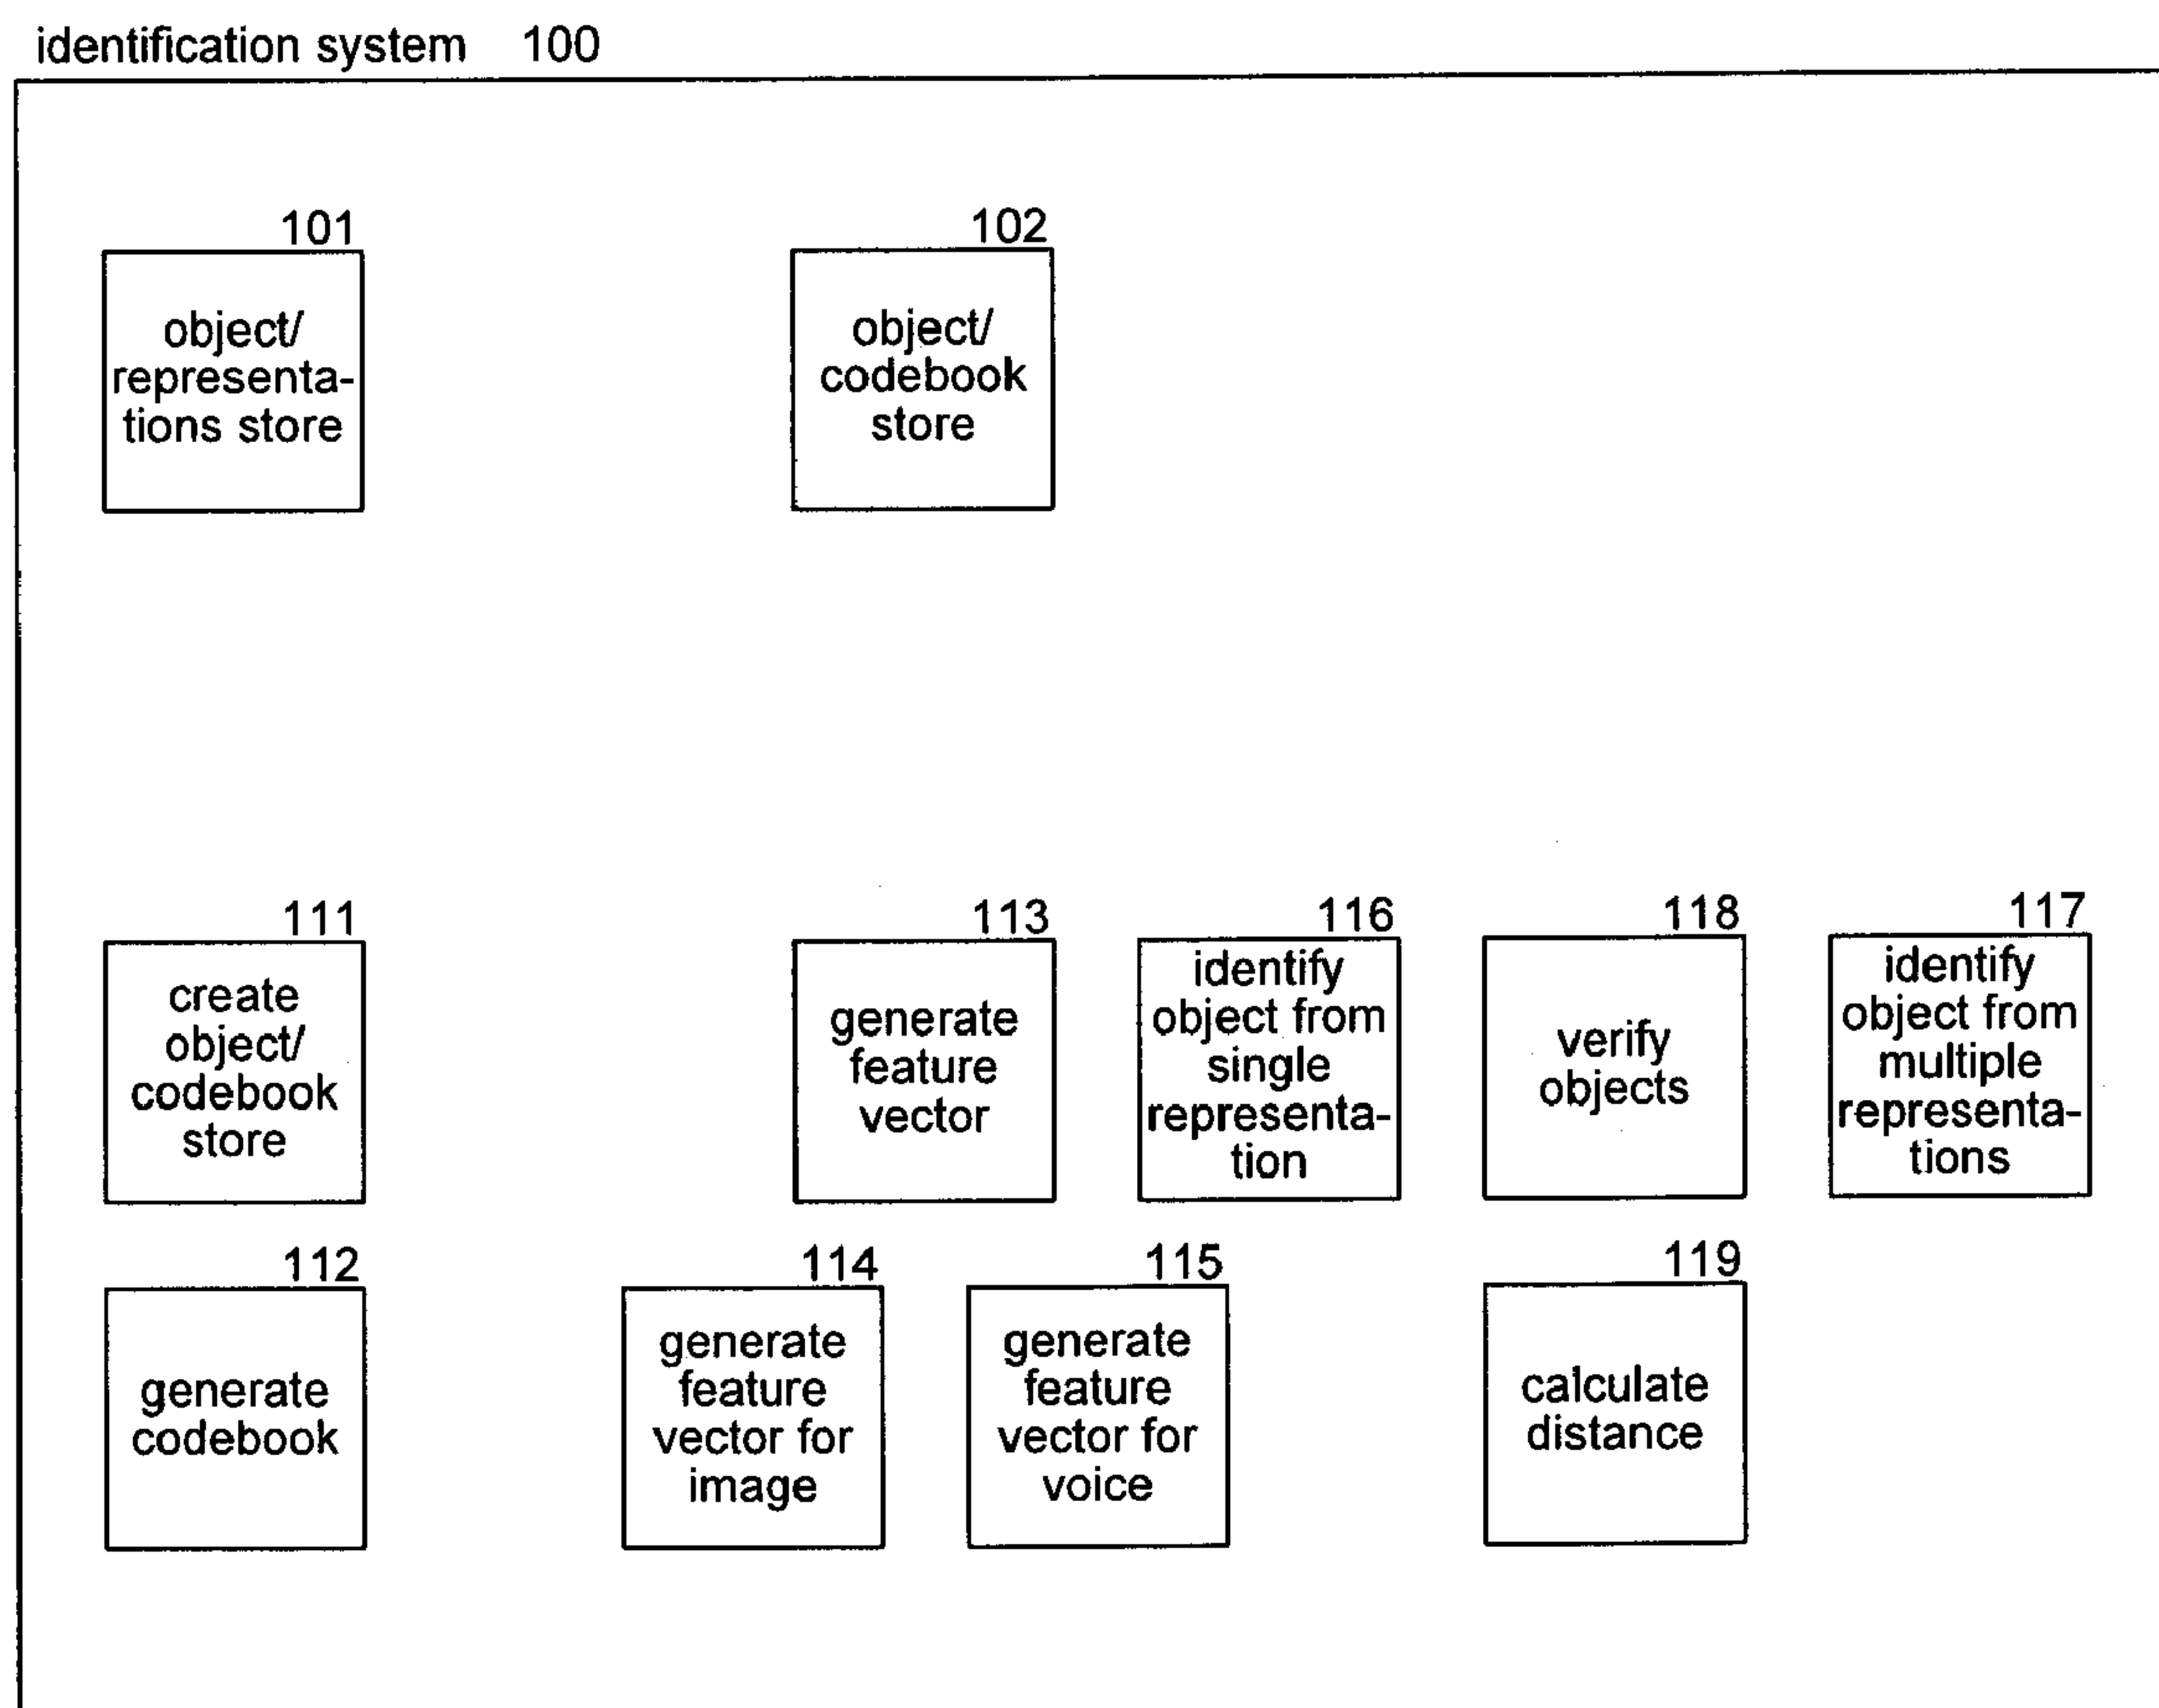 identification system 100
101
object/
representa-
tions store
102
object/
codebook
store
111
create
object/
codebook
store
113
generate
feature
vector
116
identify
object from
single
representa-
tion
118
verify
objects
117
identify
object from
multiple
representa-
tions
112
generate
codebook
114
generate
feature
vector for
image
115
generate
feature
vector for
voice
119
calculate
distance